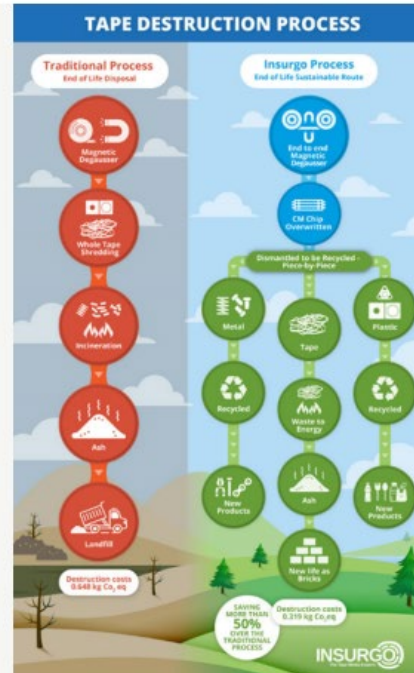 TAPE DESTRUCTION PROCESS
Traditional Process
End of Life Disposal
Magnetic
Degausser
Whole Tape
Shredding
Incineration
Ash
Landfill
Destruction costs
0.648 kg Co₂ eq
Insurgo Process
End of Life Sustainable Route
End to end
Magnetic
Degausser
CM Chip
Overwritten
Dismantled to be Recycled -
Piece-by-Piece
Metal
Recycled
New
Products
Tape
Waste to
Energy
Ash
New life as
Bricks
Plastic
Recycled
New
Products
SAVING
MORE THAN
50%
OVER THE
TRADITIONAL
PROCESS
Destruction costs
0.319 kg Co₂eq
INSURGO